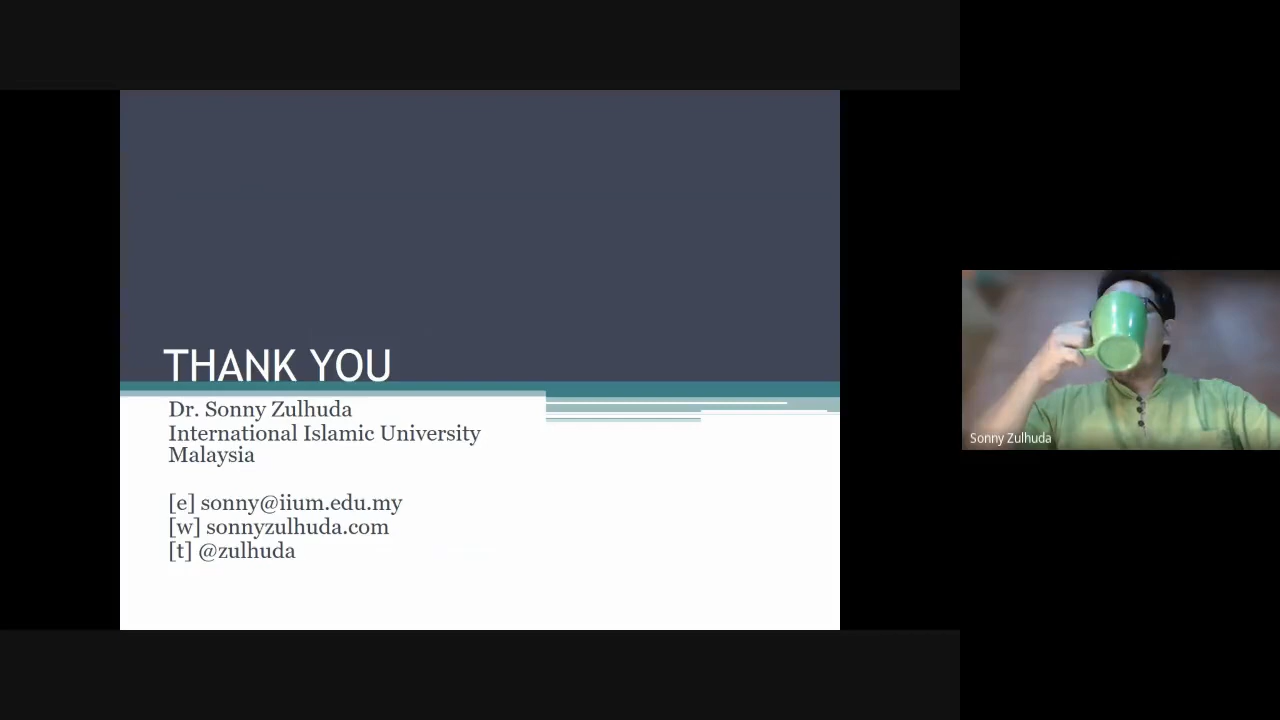 THANK YOU
Dr. Sonny Zulhuda
International Islamic University
Malaysia
[e] sonny@iium.edu.my
[w] sonnyzulhuda.com
[t] @zulhuda
Sonny Zulhuda